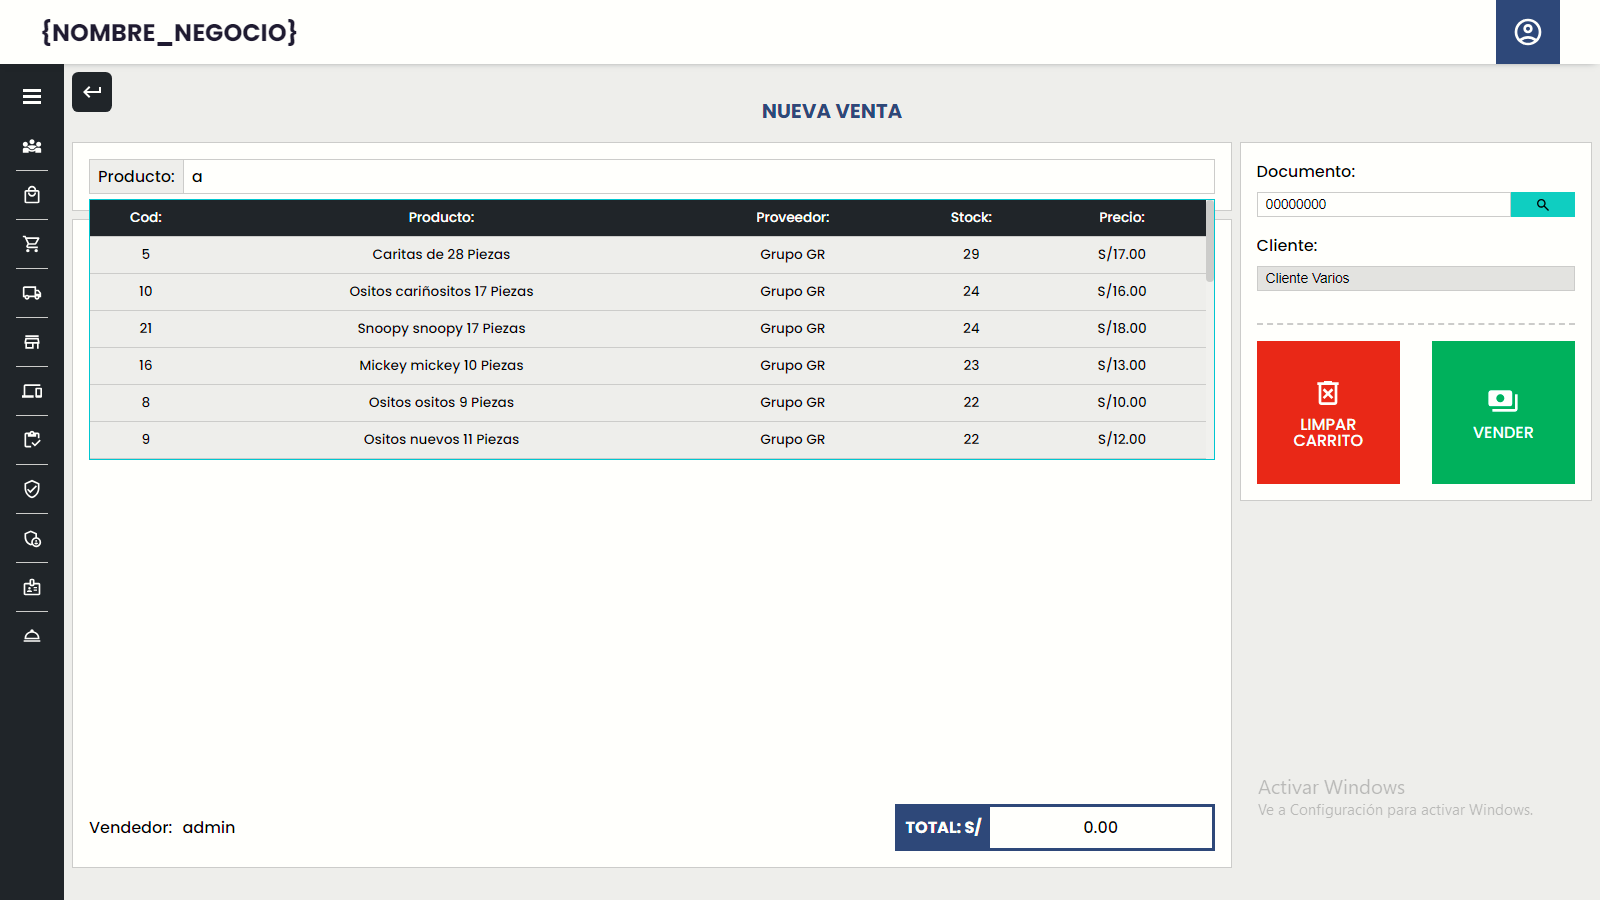 {NOMBRE_NEGOCIO}
NUEVA VENTA
Producto: a
Cod: Producto: Proveedor: Stock: Precio:
5 Caritas de 28 Piezas Grupo GR 29 S/17.00
10 Ositos cariñositos 17 Piezas Grupo GR 24 S/16.00
21 Snoopy snoopy 17 Piezas Grupo GR 24 S/18.00
16 Mickey mickey 10 Piezas Grupo GR 23 S/13.00
8 Ositos ositos 9 Piezas Grupo GR 22 S/10.00
9 Ositos nuevos 11 Piezas Grupo GR 22 S/12.00
Vendedor: admin
TOTAL: S/ 0.00
Documento:
00000000
Cliente:
Cliente Varios
LIMPAR
CARRITO
VENDER
Activar Windows
Ve a Configuración para activar Windows.